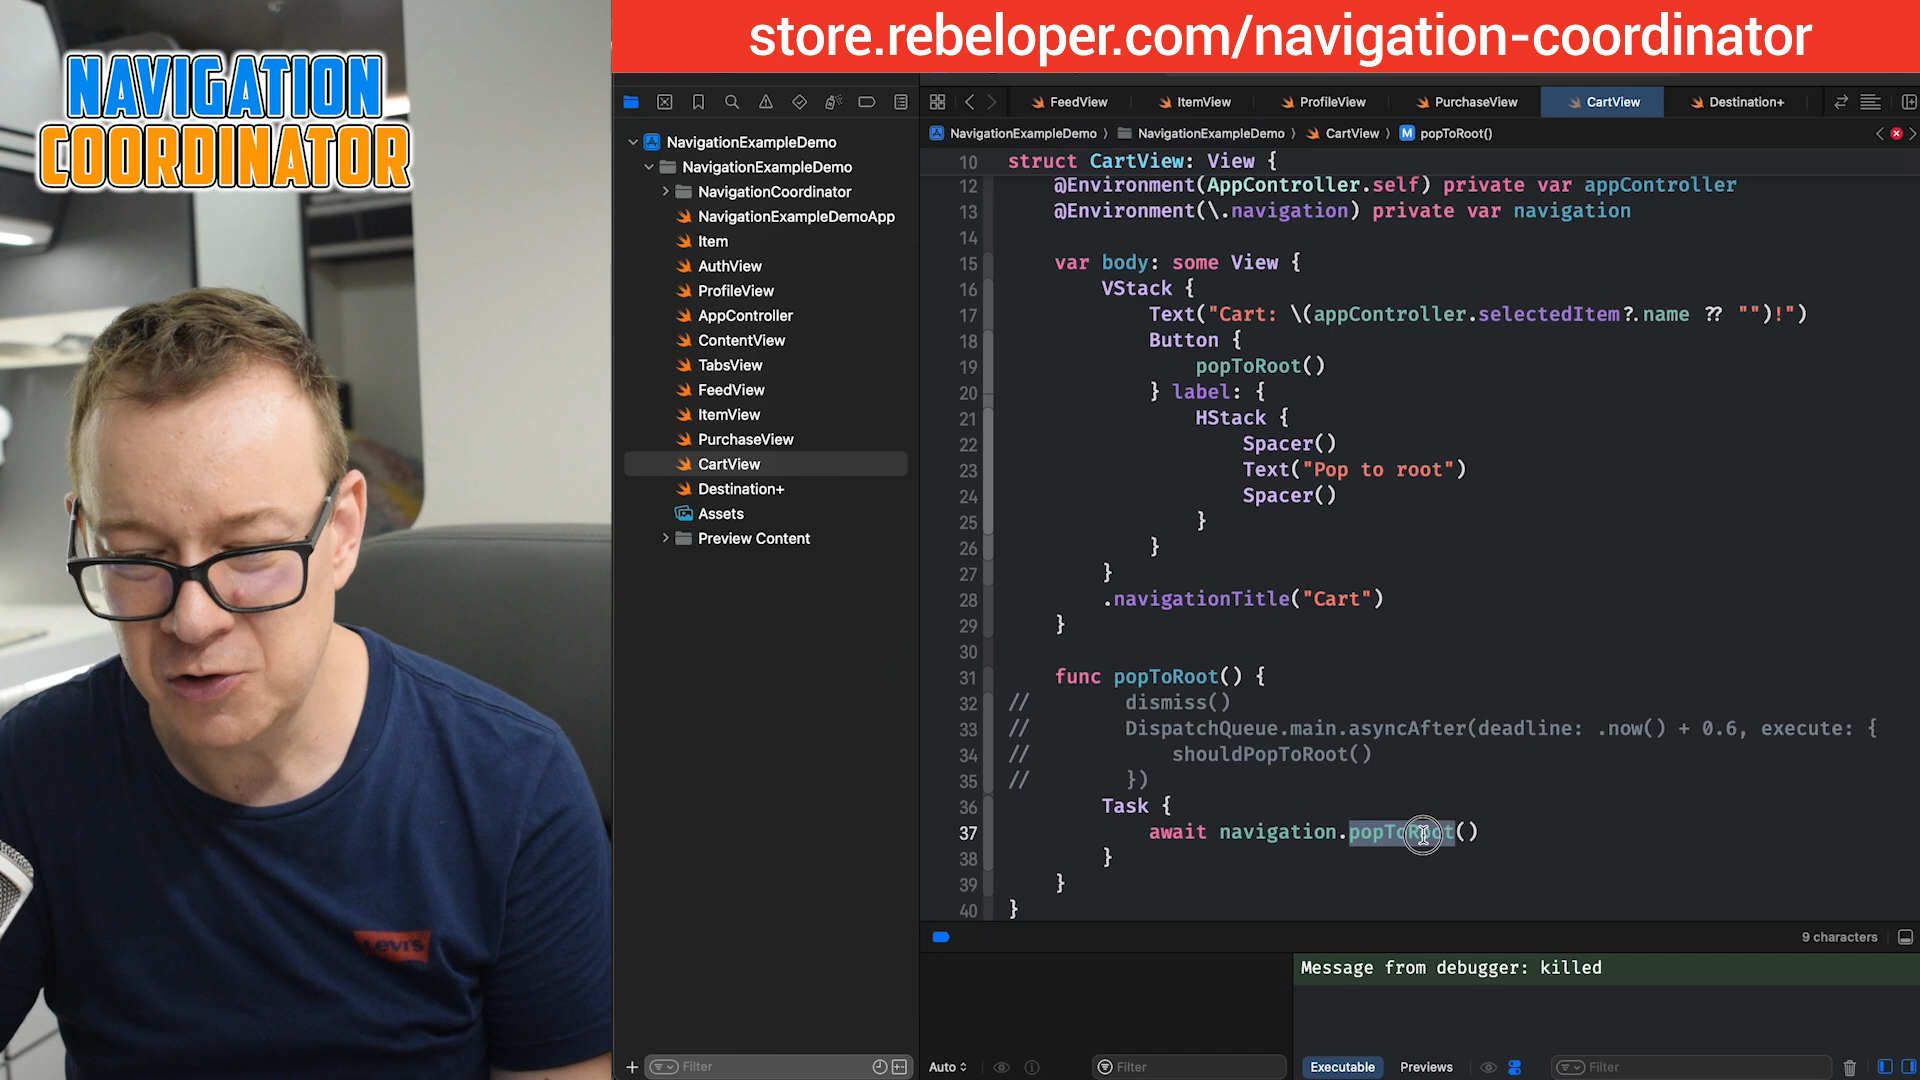 store.rebeloper.com/navigation-coordinator
NAVIGATION
COORDINATOR
Levi's
NavigationExampleDemo
NavigationExampleDemo
NavigationCoordinator
NavigationExampleDemoApp
Item
AuthView
ProfileView
AppController
ContentView
TabsView
FeedView
ItemView
PurchaseView
CartView
Destination+
Assets
Preview Content
Filter
FeedView ItemView ProfileView PurchaseView CartView Destination+
NavigationExampleDemo NavigationExampleDemo CartView M popToRoot()
10 struct CartView: View {
12 @Environment(AppController.self) private var appController
13 @Environment(\.navigation) private var navigation
14
15 var body: some View {
16 VStack {
17 Text("Cart: \(appController.selectedItem?.name ?? "")!")
18 Button {
19 popToRoot()
20 } label: {
21 HStack {
22 Spacer()
23 Text("Pop to root")
24 Spacer()
25 }
26 }
27 }
28 .navigationTitle("Cart")
29 }
30
31 func popToRoot() {
32 // dismiss()
33 // DispatchQueue.main.asyncAfter(deadline: .now() + 0.6, execute: {
34 // shouldPopToRoot()
35 // })
36 Task {
37 await navigation.popToRoot()
38 }
39 }
40 }
9 characters
Message from debugger: killed
Auto
Filter
Executable Previews
Filter